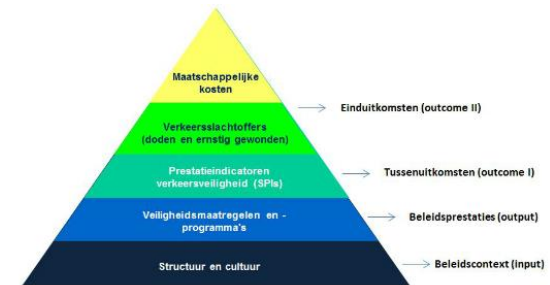 Maatschappelijke
kosten
Einduitkomsten (outcome II)
Verkeersslachtoffers
(doden en ernstig gewonden)
Prestatieindicatoren
verkeersveiligheid (SPIs)
Tussenuitkomsten (outcome I)
Veiligheidsmaatregelen en -
programma's
Beleidsprestaties (output)
Structuur en cultuur
Beleidscontext (input)